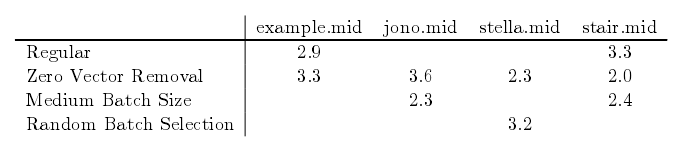 example.mid jono.mid stella.mid stair.mid
Regular 2.9 3.3
Zero Vector Removal 3.3 3.6 2.3 2.0
Medium Batch Size 2.3 2.4
Random Batch Selection 3.2